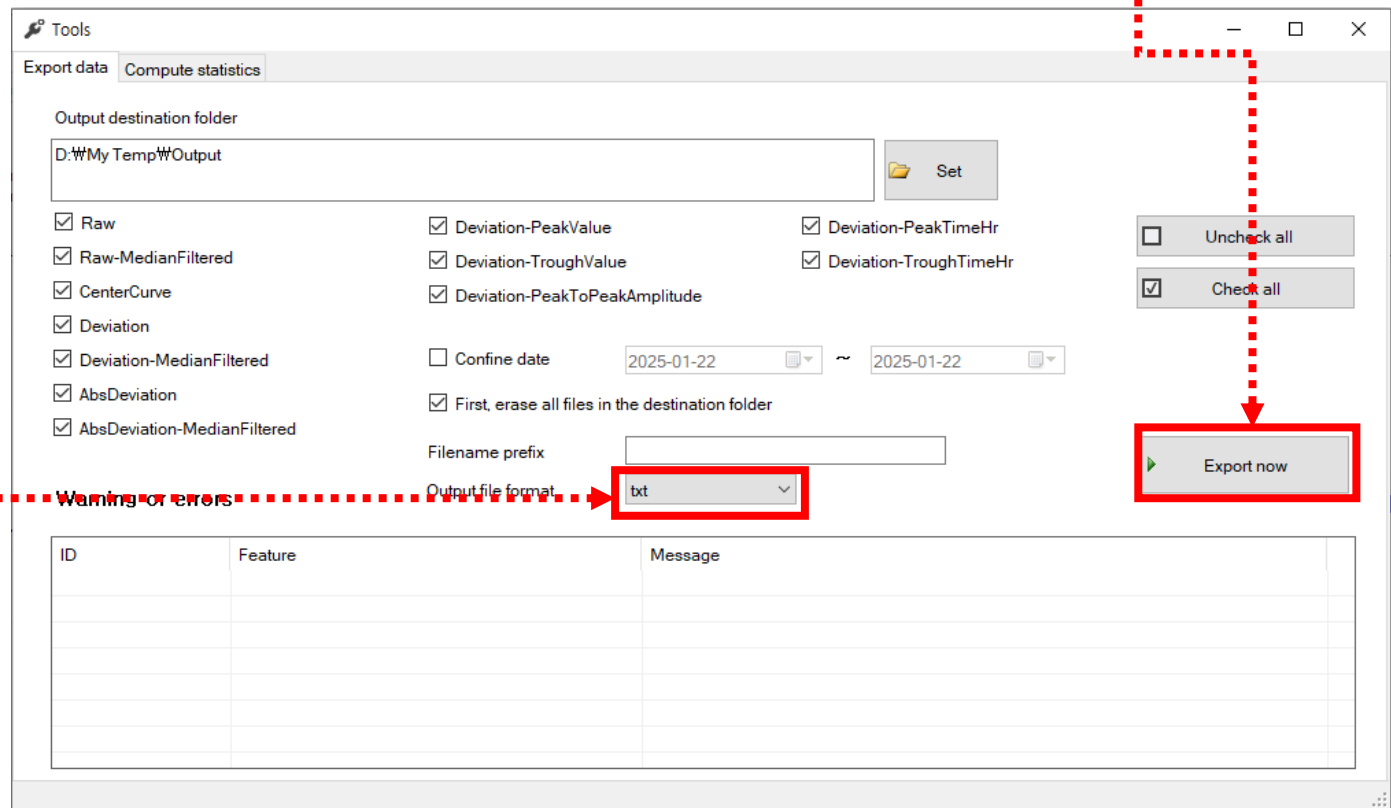 Tools
Export data Compute statistics
Output destination folder
D:₩My Temp₩Output
Set
Raw
Raw-MedianFiltered
CenterCurve
Deviation
Deviation-MedianFiltered
AbsDeviation
AbsDeviation-MedianFiltered
Deviation-PeakValue
Deviation-TroughValue
Deviation-PeakToPeakAmplitude
Deviation-PeakTimeHr
Deviation-TroughTimeHr
Uncheck all
Check all
Confine date 2025-01-22 ~ 2025-01-22
First, erase all files in the destination folder
Filename prefix
Output file format txt
Export now
Warning or errors
ID Feature Message